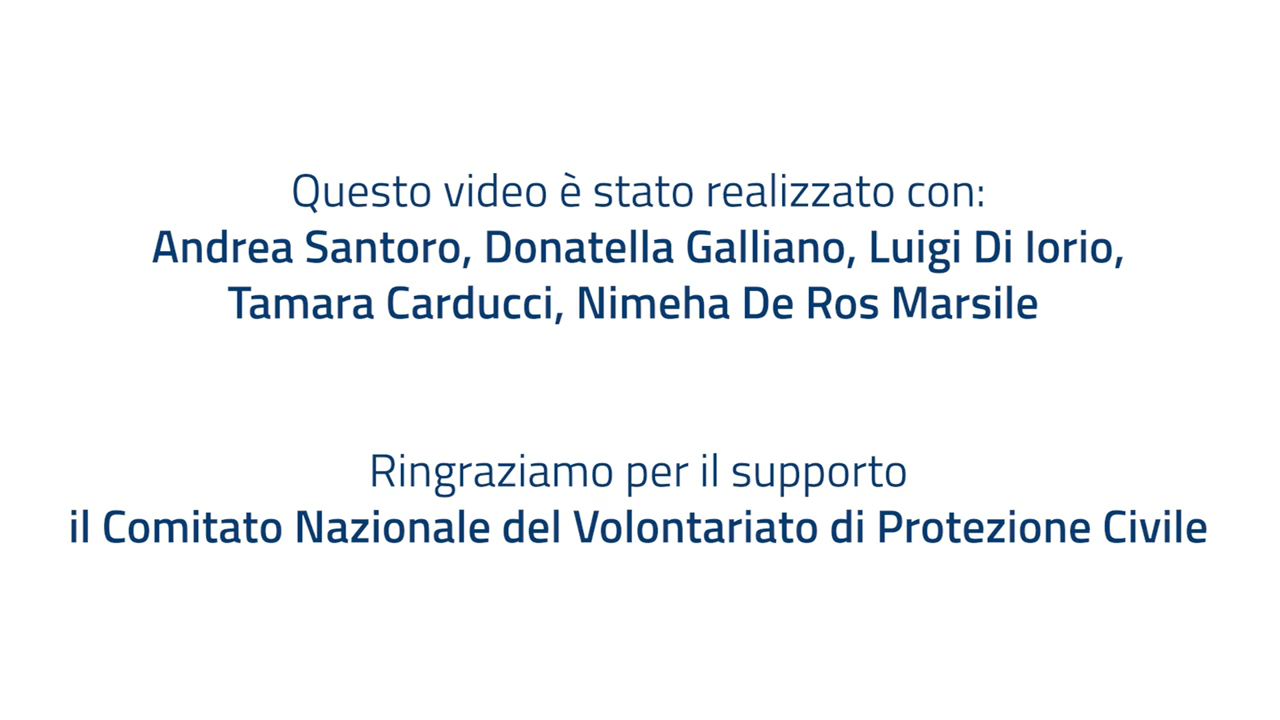 Questo video è stato realizzato con:
Andrea Santoro, Donatella Galliano, Luigi Di Iorio,
Tamara Carducci, Nimeha De Ros Marsile
Ringraziamo per il supporto
il Comitato Nazionale del Volontariato di Protezione Civile